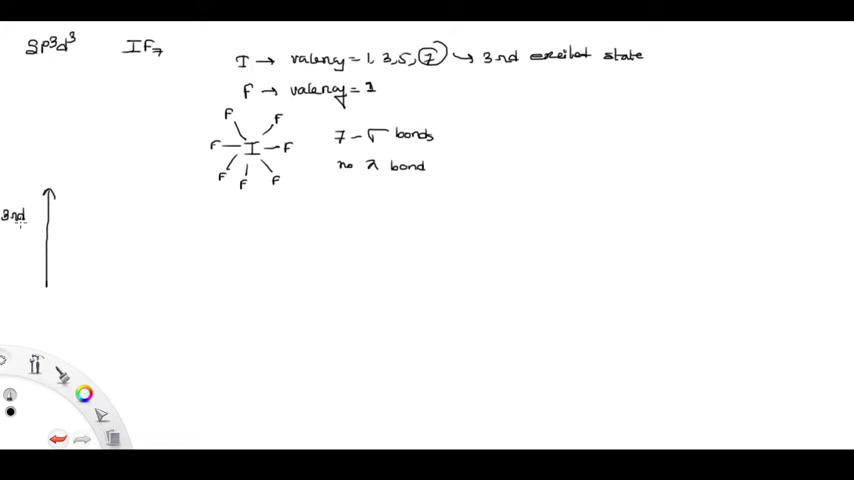 SP³d³ IF₇
I → valency = 1, 3, 5, 7 → 3rd excited state
F → valency = 1
F F
F I F
F F F
7 - σ bonds
no π bond
3rd